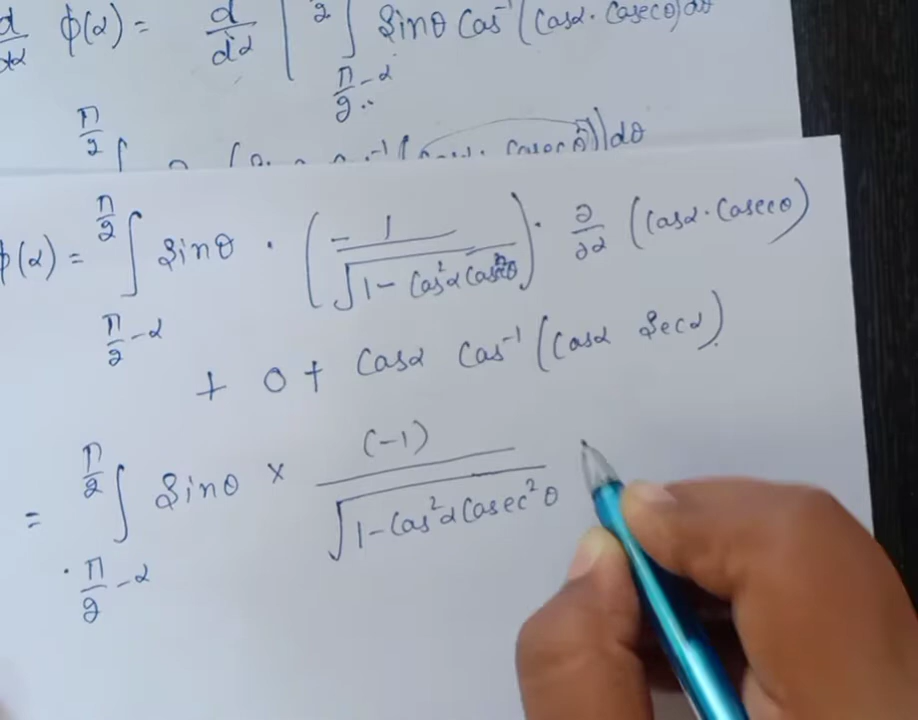 d/dα ϕ(α) = d/dα [ ∫_{π/2-α}^{π/2} Sinθ Cos⁻¹(Cosα·Cosecθ)dθ
π/2 ∫ dθ
ϕ(α) = ∫_{π/2-α}^{π/2} Sinθ · (-1/√(1-Cos²α Cosec²θ)) · ∂/∂α (Cosα·Cosecθ)
+ 0 + Cosα Cos⁻¹(Cosα Secα).
= ∫_{π/2-α}^{π/2} Sinθ × (-1)/√(1-Cos²α Cosec²θ)